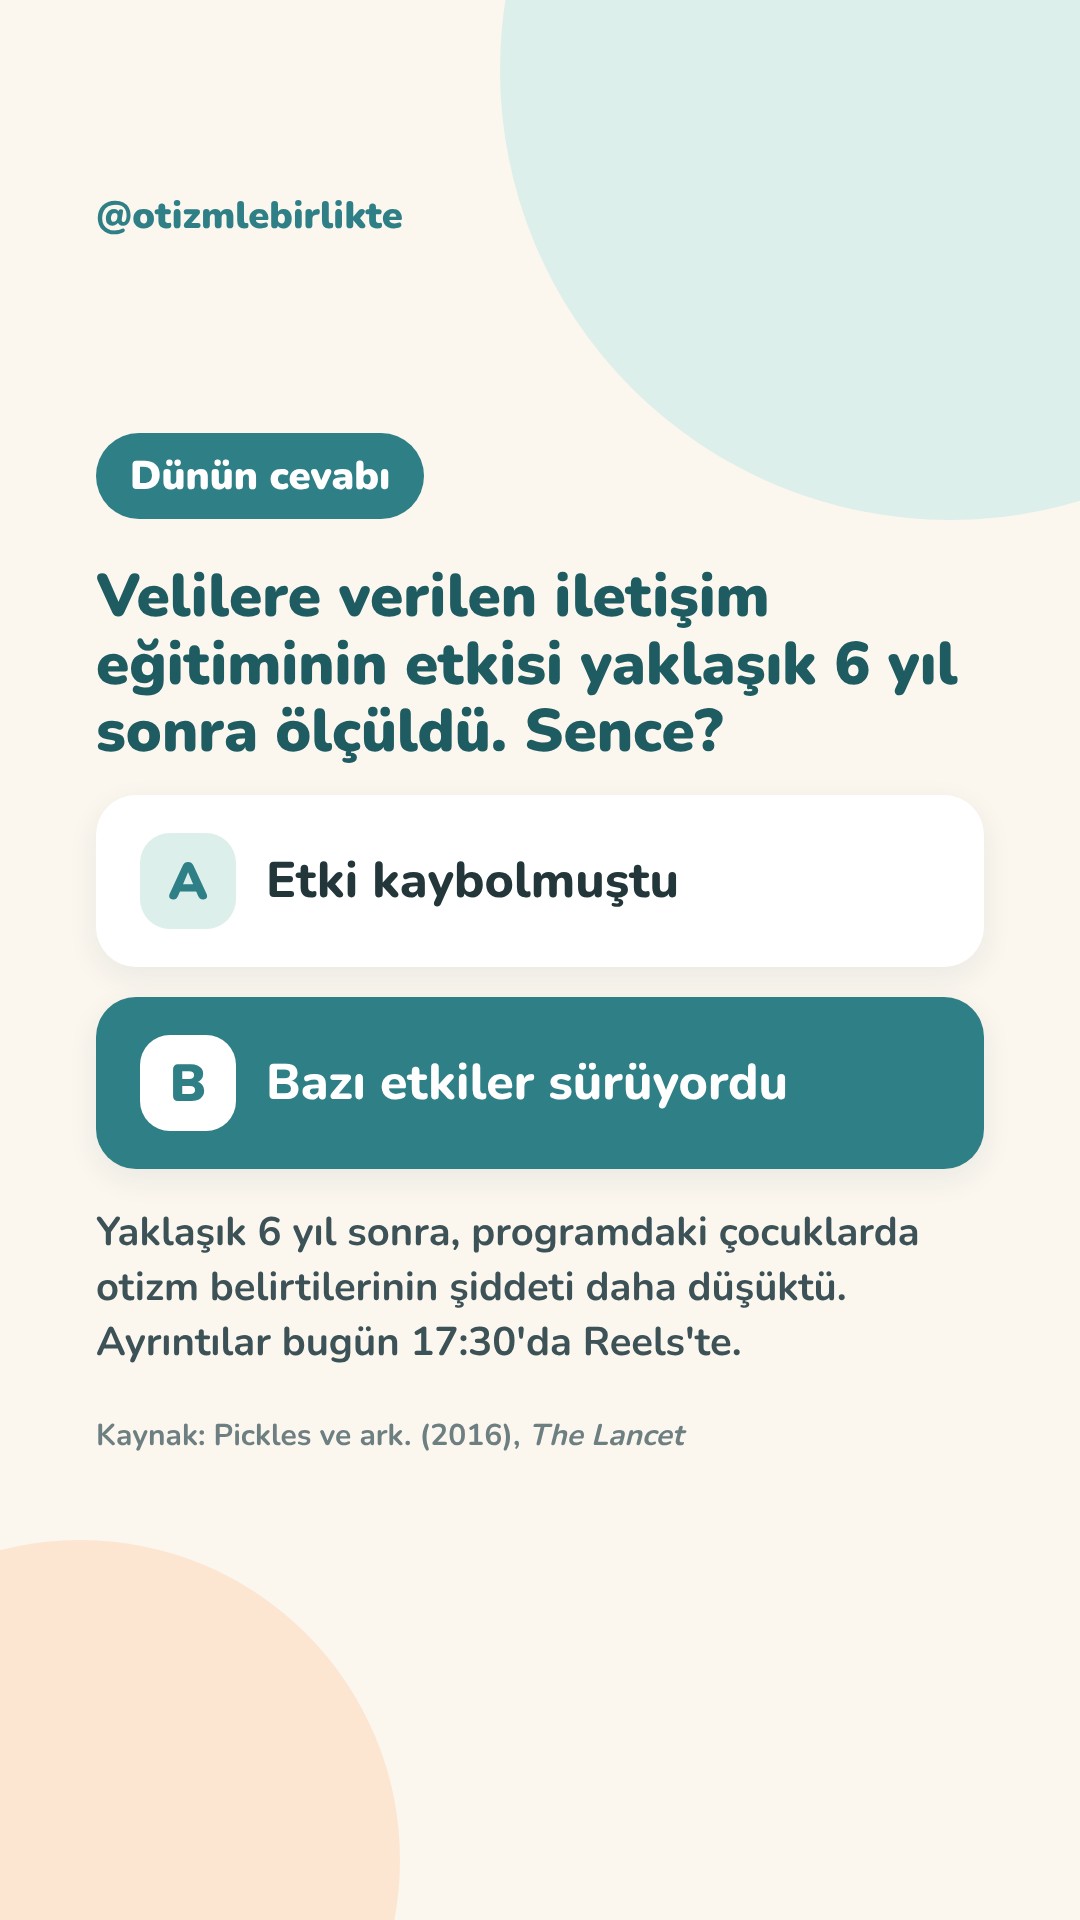 @otizmlebirlikte
Dünün cevabı
Velilere verilen iletişim
eğitiminin etkisi yaklaşık 6 yıl
sonra ölçüldü. Sence?
A Etki kaybolmuştu
B Bazı etkiler sürüyordu
Yaklaşık 6 yıl sonra, programdaki çocuklarda
otizm belirtilerinin şiddeti daha düşüktü.
Ayrıntılar bugün 17:30'da Reels'te.
Kaynak: Pickles ve ark. (2016), The Lancet